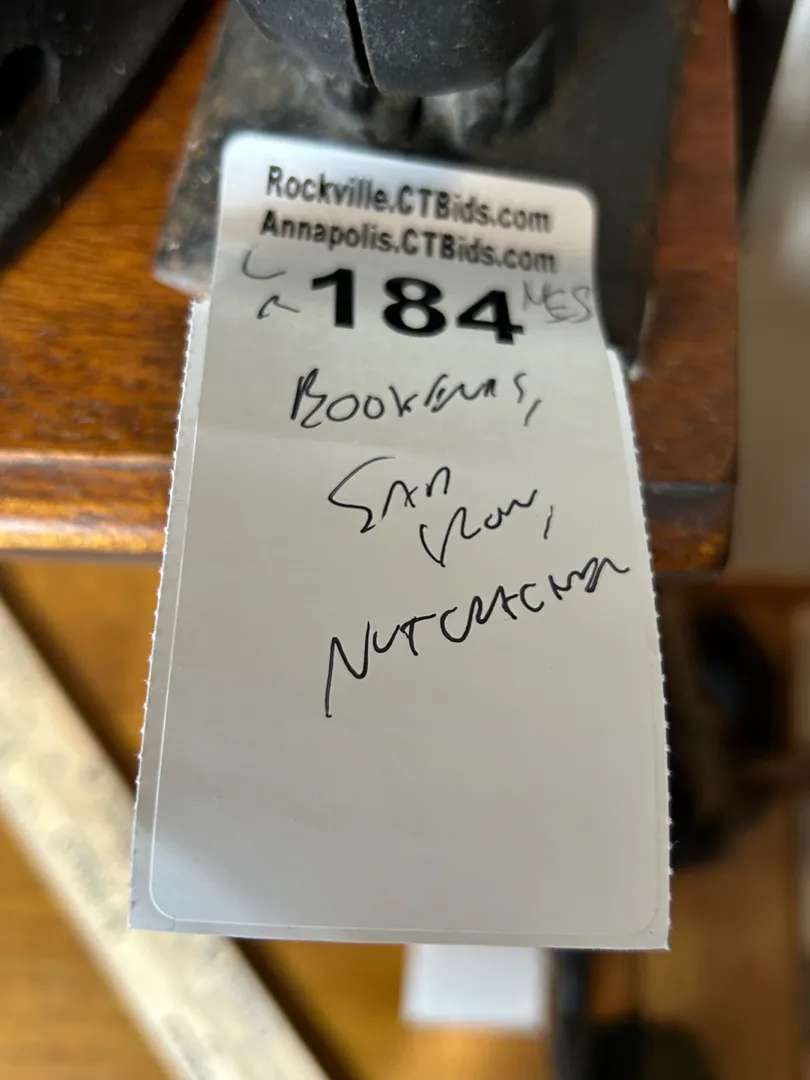 Rockville.CTBids.com
Annapolis.CTBids.com
184
MES
Bookends,
Sad
Iron,
Nutcracker